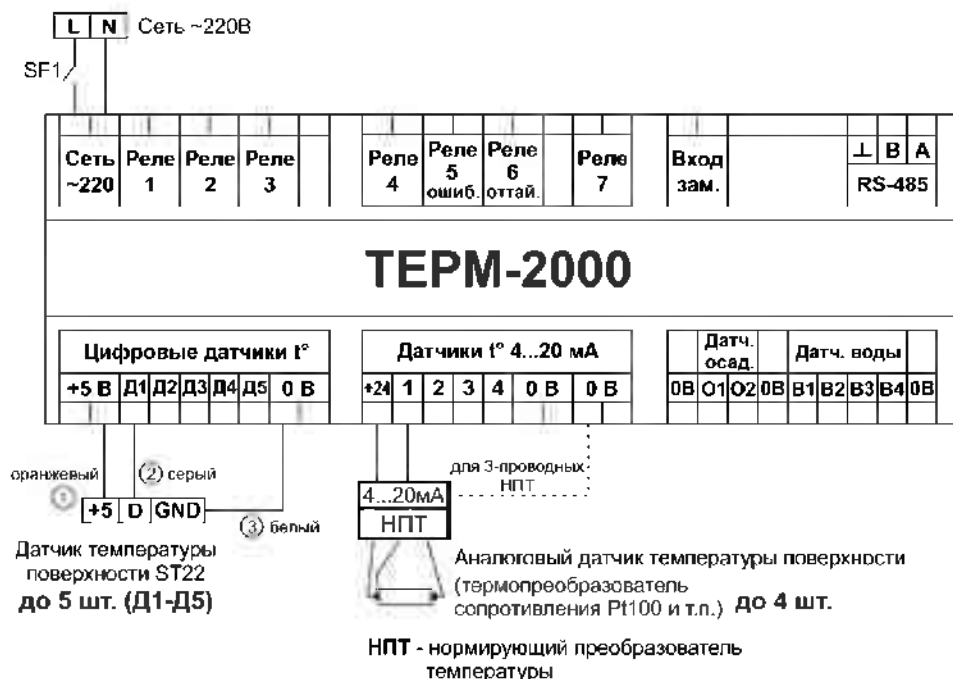 L N Сеть ~220В
SF1
Сеть ~220
Реле 1
Реле 2
Реле 3
Реле 4
Реле 5 ошиб.
Реле 6 оттай.
Реле 7
Вход зам.
⊥ B A
RS-485
ТЕРМ-2000
Цифровые датчики t°
+5 В Д1 Д2 Д3 Д4 Д5 0 В
Датчики t° 4...20 мА
+24 1 2 3 4 0 В 0 В
Датч. осад.
Датч. воды
0В О1 О2 0В В1 В2 В3 В4 0В
оранжевый
1
2 серый
3 белый
+5 D GND
Датчик температуры
поверхности ST22
до 5 шт. (Д1-Д5)
для 3-проводных
НПТ
4...20мА
НПТ
Аналоговый датчик температуры поверхности
(термопреобразователь
сопротивления Pt100 и т.п.) до 4 шт.
НПТ - нормирующий преобразователь
температуры